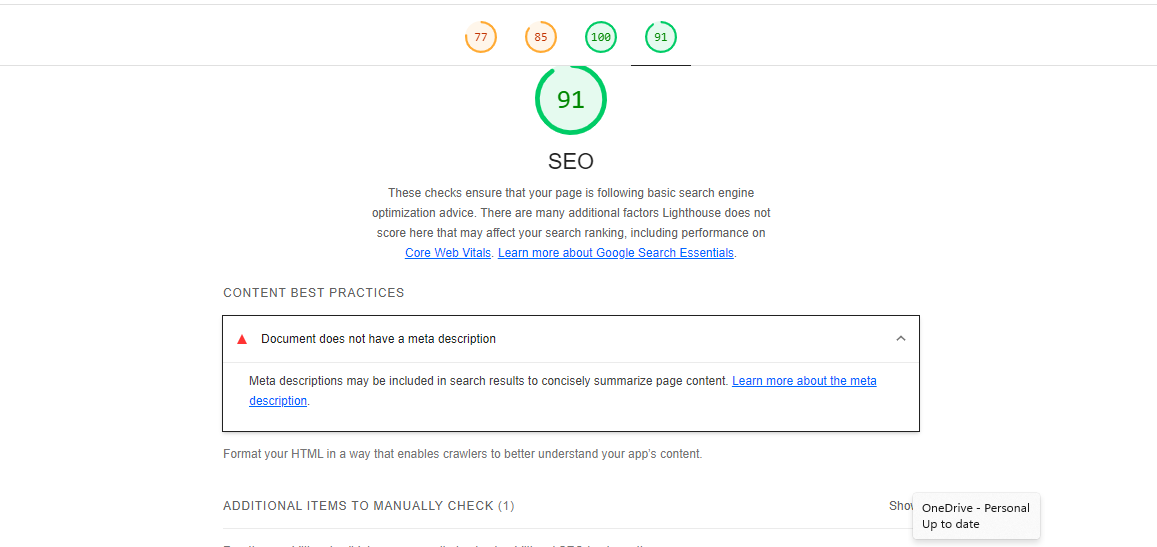 77 85 100 91
91
SEO
These checks ensure that your page is following basic search engine
optimization advice. There are many additional factors Lighthouse does not
score here that may affect your search ranking, including performance on
Core Web Vitals. Learn more about Google Search Essentials.
CONTENT BEST PRACTICES
Document does not have a meta description
Meta descriptions may be included in search results to concisely summarize page content. Learn more about the meta
description.
Format your HTML in a way that enables crawlers to better understand your app's content.
ADDITIONAL ITEMS TO MANUALLY CHECK (1)
OneDrive - Personal
Up to date